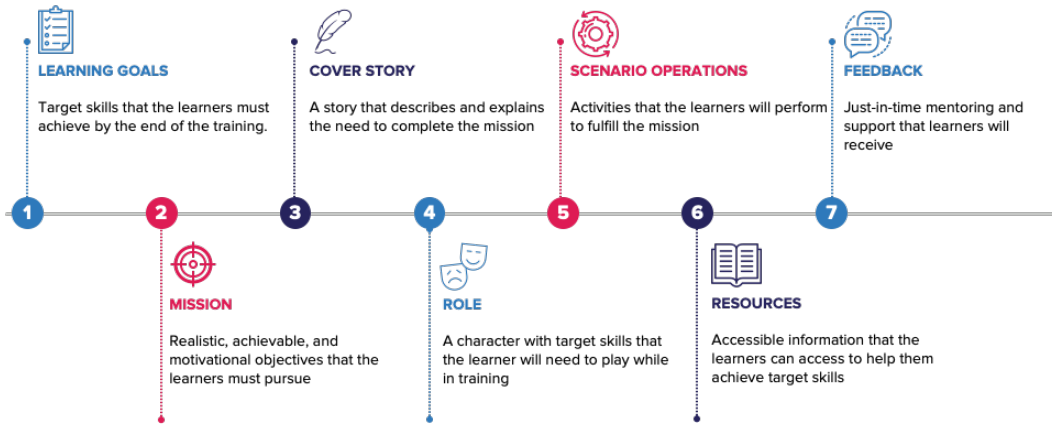 LEARNING GOALS
Target skills that the learners must
achieve by the end of the training.
COVER STORY
A story that describes and explains
the need to complete the mission
SCENARIO OPERATIONS
Activities that the learners will perform
to fulfill the mission
FEEDBACK
Just-in-time mentoring and
support that learners will
receive
1
2
3
4
5
6
7
MISSION
Realistic, achievable, and
motivational objectives that the
learners must pursue
ROLE
A character with target skills that
the learner will need to play while
in training
RESOURCES
Accessible information that the
learners can access to help them
achieve target skills